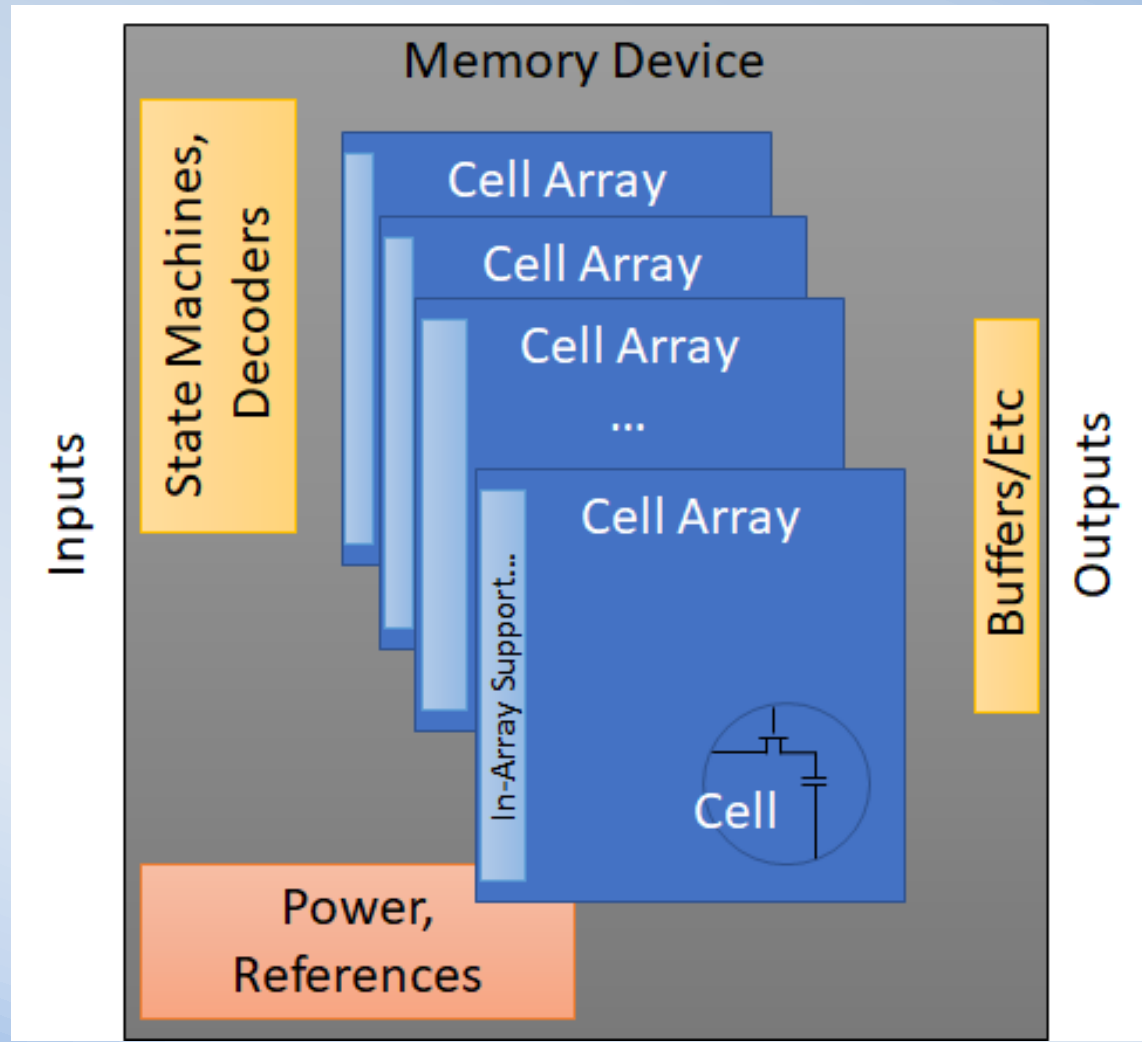 Memory Device
Inputs
State Machines,
Decoders
Cell Array
Cell Array
Cell Array
...
Cell Array
In-Array Support...
Cell
Power,
References
Buffers/Etc
Outputs